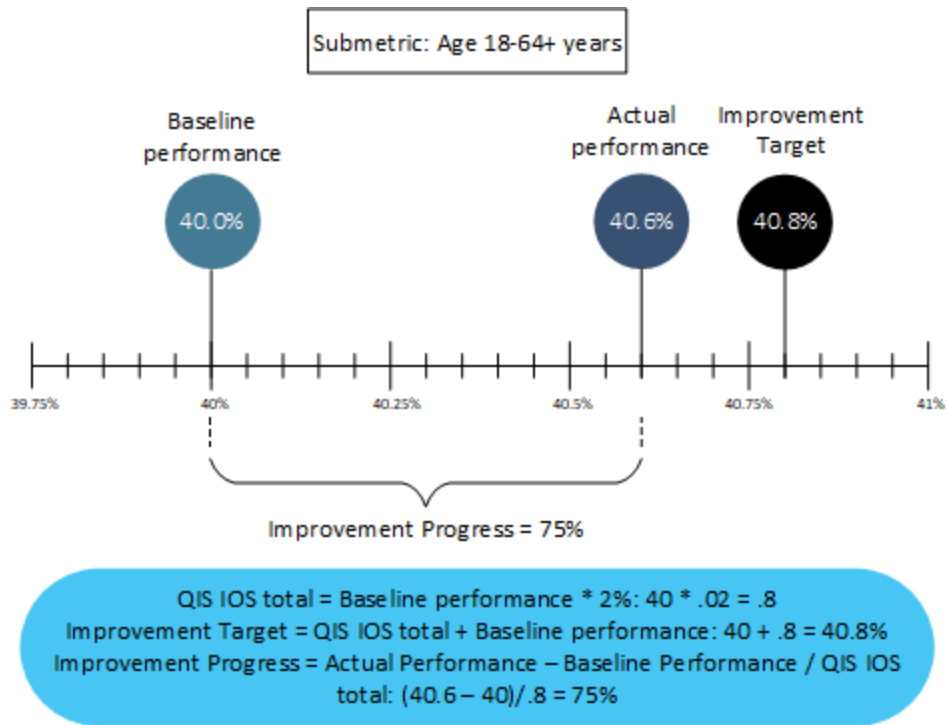 Submetric: Age 18-64+ years
Baseline
performance
Actual
performance
Improvement
Target
40.0%
40.6%
40.8%
39.75%
40%
40.25%
40.5%
40.75%
41%
Improvement Progress = 75%
QIS IOS total = Baseline performance * 2%: 40 * .02 = .8
Improvement Target = QIS IOS total + Baseline performance: 40 + .8 = 40.8%
Improvement Progress = Actual Performance – Baseline Performance / QIS IOS
total: (40.6 – 40)/.8 = 75%